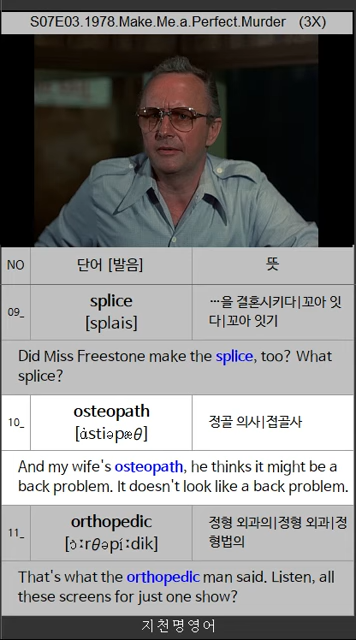 S07E03.1978.Make.Me.a.Perfect.Murder (3X)
NO 단어 [발음] 뜻
09_ splice [splais] …을 결혼시키다|꼬아 잇
다|꼬아 잇기
Did Miss Freestone make the splice, too? What
splice?
10_ osteopath [ɑ́stiəpæθ]정골 의사|접골사
And my wife's osteopath, he thinks it might be a
back problem. It doesn't look like a back problem.
11_ orthopedic [ɔ̀ːrθəpíːdik] 정형 외과의|정형 외과|정
형법의
That's what the orthopedic man said. Listen, all
these screens for just one show?
지천명영어